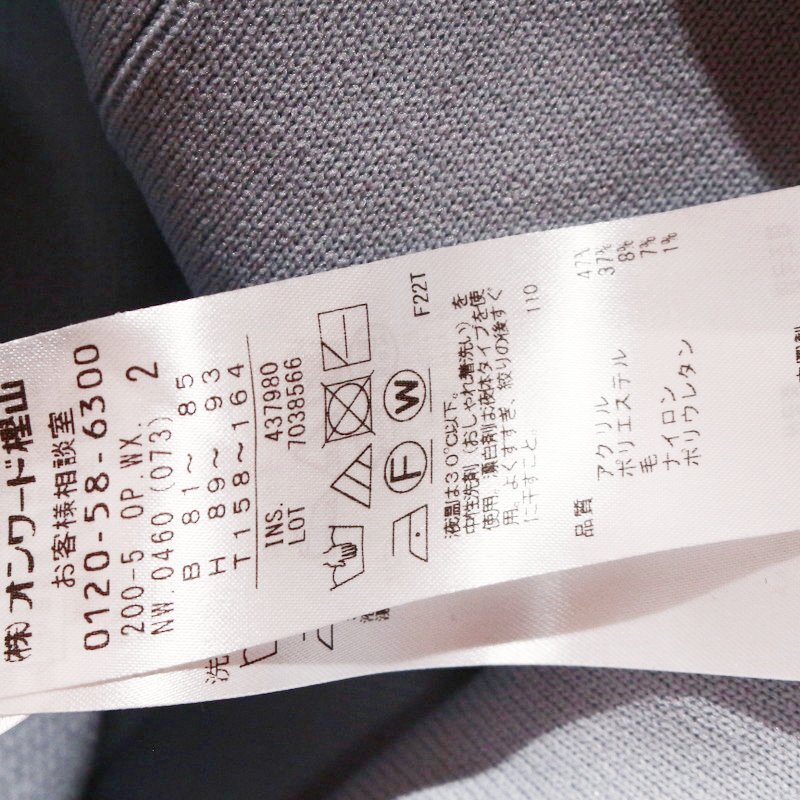 (株)オンワード樫山
お客様相談室
0120-58-6300
200-5 OP.WX.
NW.0460(073) 2
B 81～ 85
H 89～ 93
T158～164
INS. 437980
LOT 7038566
W
F
F22T
液温は30℃以下。
中性洗剤(おしゃれ着洗い)を
使用。漂白剤は液体タイプを使
用。よくすすぎ、絞りの後すぐ
に干すこと。
110
品質
アクリル 47%
ポリエステル 37%
毛 8%
ナイロン 7%
ポリウレタン 1%
洗